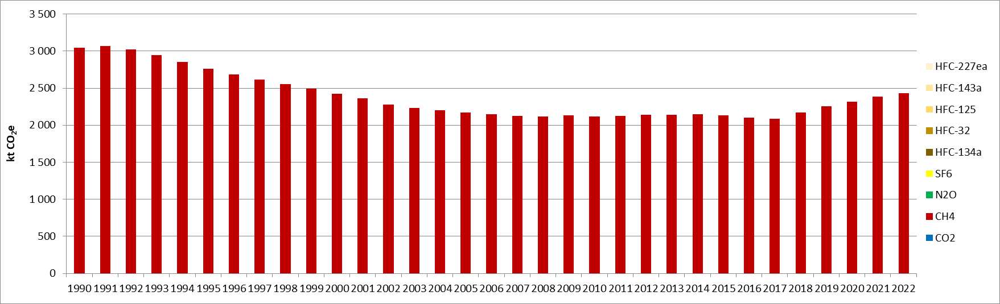 kt CO₂e
3 500
3 000
2 500
2 000
1 500
1 000
500
0
1990 1991 1992 1993 1994 1995 1996 1997 1998 1999 2000 2001 2002 2003 2004 2005 2006 2007 2008 2009 2010 2011 2012 2013 2014 2015 2016 2017 2018 2019 2020 2021 2022
HFC-227ea
HFC-143a
HFC-125
HFC-32
HFC-134a
SF6
N2O
CH4
CO2